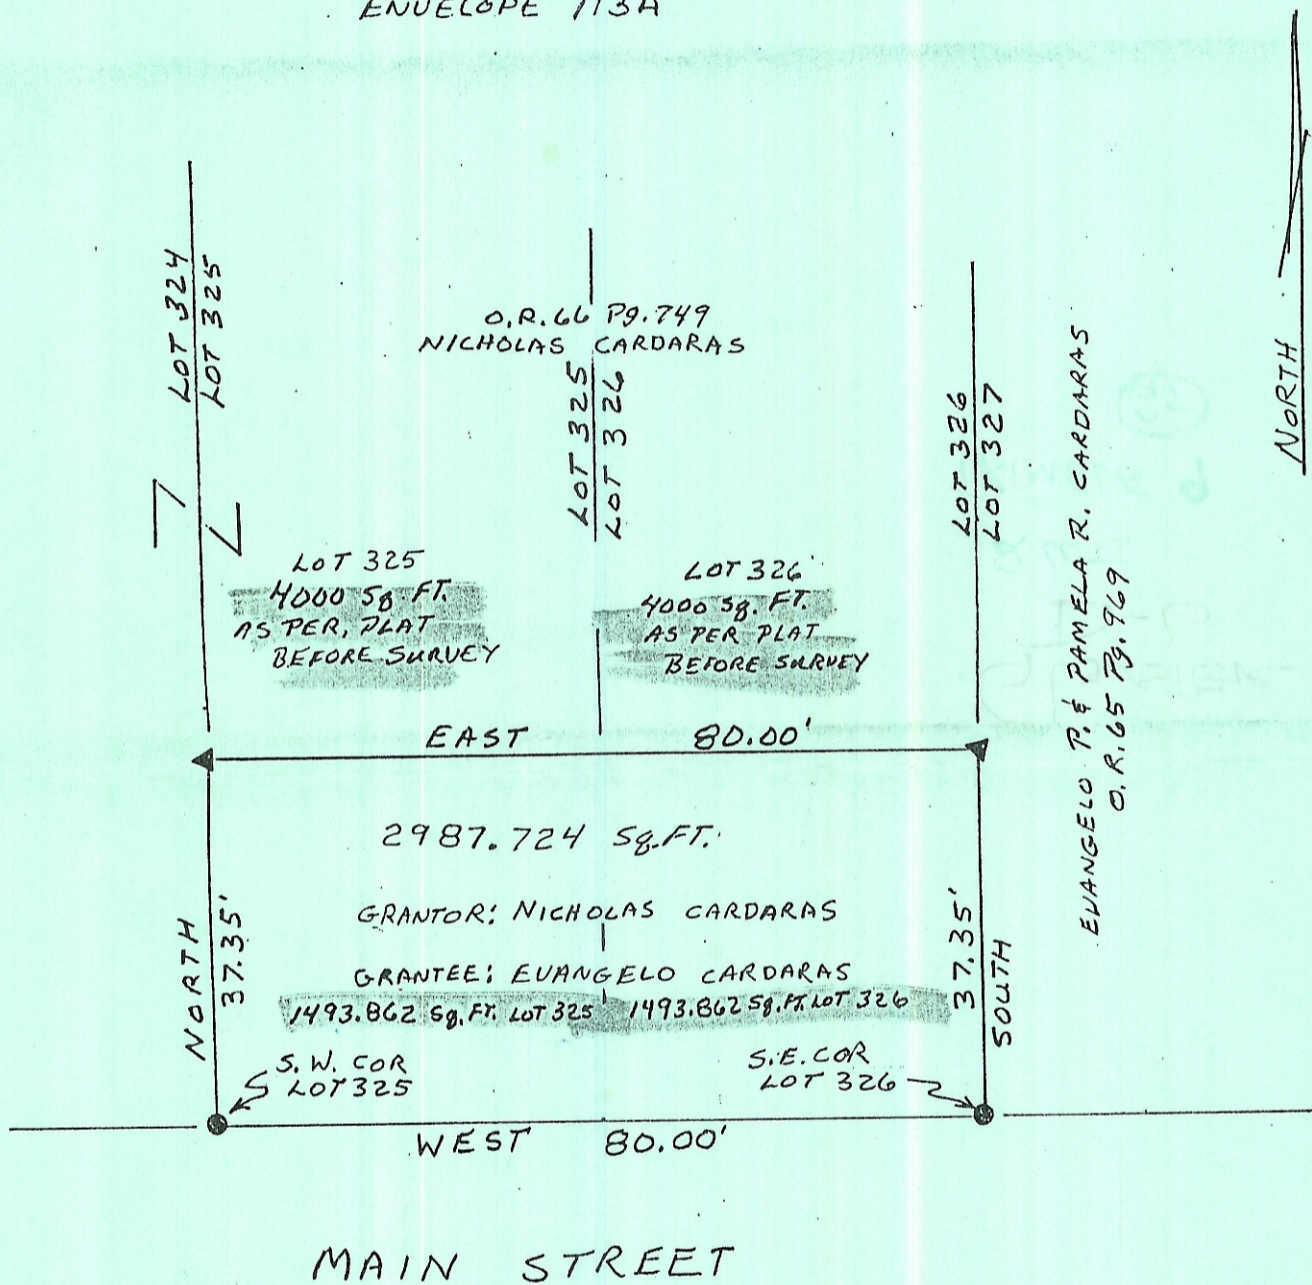 ENVELOPE 113A
LOT 324
LOT 325
O.R. 66 Pg. 749
NICHOLAS CARDARAS
LOT 325
LOT 326
LOT 326
LOT 327
EVANGELO P. & PAMELA R. CARDARAS
O.R. 65 Pg. 969
NORTH
LOT 325
4000 Sq. FT.
AS PER, PLAT
BEFORE SURVEY
LOT 326
4000 Sq. FT.
AS PER PLAT
BEFORE SURVEY
EAST 80.00'
2987.724 Sq. FT.
GRANTOR: NICHOLAS CARDARAS
GRANTEE: EVANGELO CARDARAS
1493.862 Sq. FT. LOT 325 1493.862 Sq. FT. LOT 326
NORTH
37.35'
37.35'
SOUTH
S.W. COR
LOT 325
S.E. COR
LOT 326
WEST 80.00'
MAIN STREET